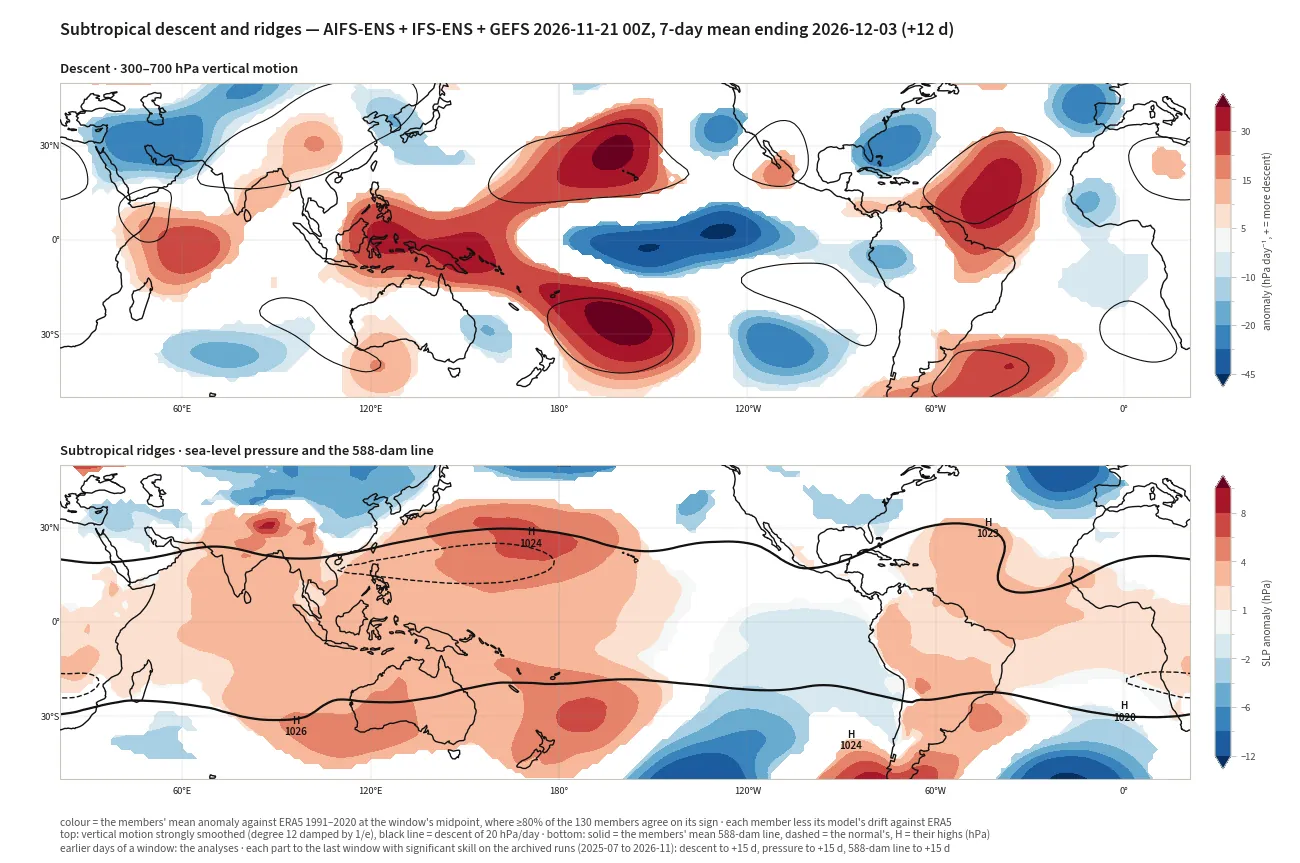 Subtropical descent and ridges — AIFS-ENS + IFS-ENS + GEFS 2026-11-21 00Z, 7-day mean ending 2026-12-03 (+12 d)
Descent · 300–700 hPa vertical motion
30°N
0°
30°S
60°E
120°E
180°
120°W
60°W
0°
30
15
5
−10
−20
−45
anomaly (hPa day⁻¹, + = more descent)
Subtropical ridges · sea-level pressure and the 588-dam line
30°N
0°
30°S
H
1024
H
1023
H
1026
H
1024
H
1020
60°E
120°E
180°
120°W
60°W
0°
8
4
1
−2
−6
−12
SLP anomaly (hPa)
colour = the members' mean anomaly against ERA5 1991–2020 at the window's midpoint, where ≥80% of the 130 members agree on its sign · each member less its model's drift against ERA5
top: vertical motion strongly smoothed (degree 12 damped by 1/e), black line = descent of 20 hPa/day · bottom: solid = the members' mean 588-dam line, dashed = the normal's, H = their highs (hPa)
earlier days of a window: the analyses · each part to the last window with significant skill on the archived runs (2025-07 to 2026-11): descent to +15 d, pressure to +15 d, 588-dam line to +15 d